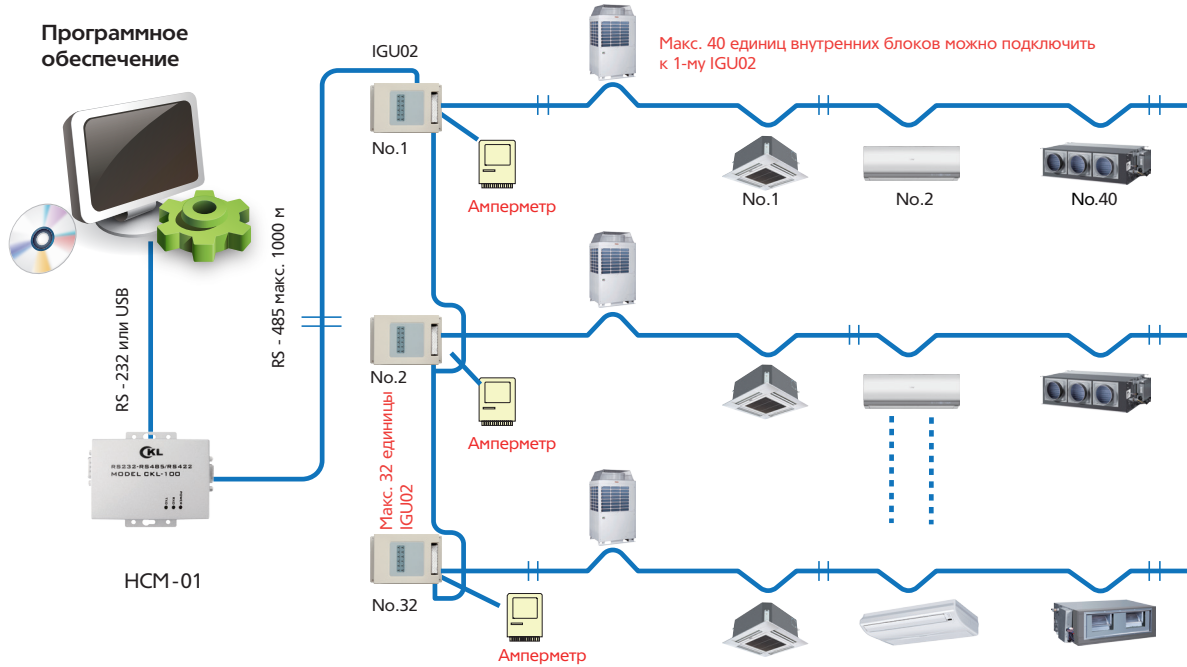 Программное
обеспечение
IGU02
Макс. 40 единиц внутренних блоков можно подключить
к 1-му IGU02
No.1
Амперметр
No.1
No.2
No.40
RS - 232 или USB
RS - 485 макс. 1000 м
No.2
Амперметр
Макс. 32 единицы
IGU02
CKL
RS232-RS485/RS422
MODEL CKL-100
HCM-01
No.32
Амперметр